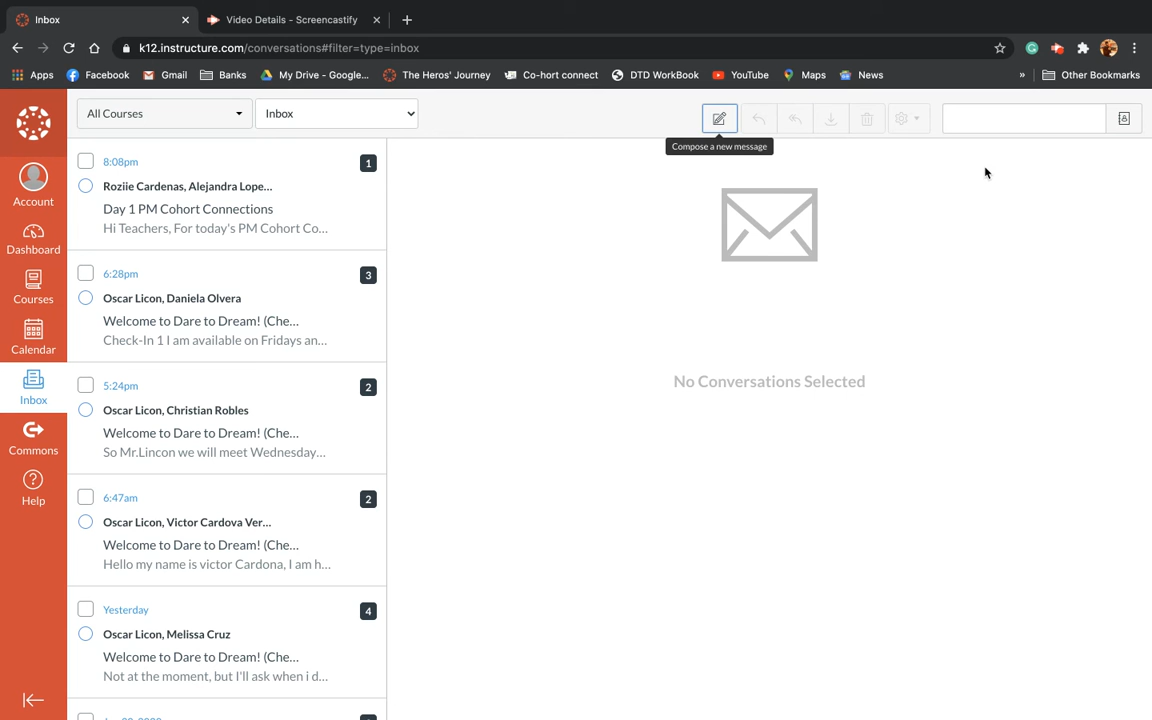 Inbox
Video Details - Screencastify
k12.instructure.com/conversations#filter=type=inbox
Apps Facebook Gmail Banks My Drive - Google... The Heros' Journey Co-hort connect DTD WorkBook YouTube Maps News » Other Bookmarks
All Courses Inbox
Compose a new message
Account
Dashboard
Courses
Calendar
Inbox
Commons
Help
8:08pm 1
Roziie Cardenas, Alejandra Lope...
Day 1 PM Cohort Connections
Hi Teachers, For today's PM Cohort Co...
6:28pm 3
Oscar Licon, Daniela Olvera
Welcome to Dare to Dream! (Che...
Check-In 1 I am available on Fridays an...
5:24pm 2
Oscar Licon, Christian Robles
Welcome to Dare to Dream! (Che...
So Mr.Lincon we will meet Wednesday...
6:47am 2
Oscar Licon, Victor Cardova Ver...
Welcome to Dare to Dream! (Che...
Hello my name is victor Cardona, I am h...
Yesterday 4
Oscar Licon, Melissa Cruz
Welcome to Dare to Dream! (Che...
Not at the moment, but I'll ask when i d...
No Conversations Selected